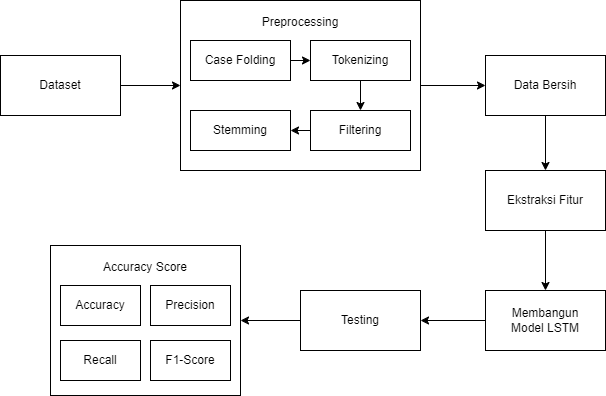 Preprocessing
Case Folding
Tokenizing
Dataset
Data Bersih
Stemming
Filtering
Ekstraksi Fitur
Accuracy Score
Accuracy
Precision
Testing
Membangun
Model LSTM
Recall
F1-Score